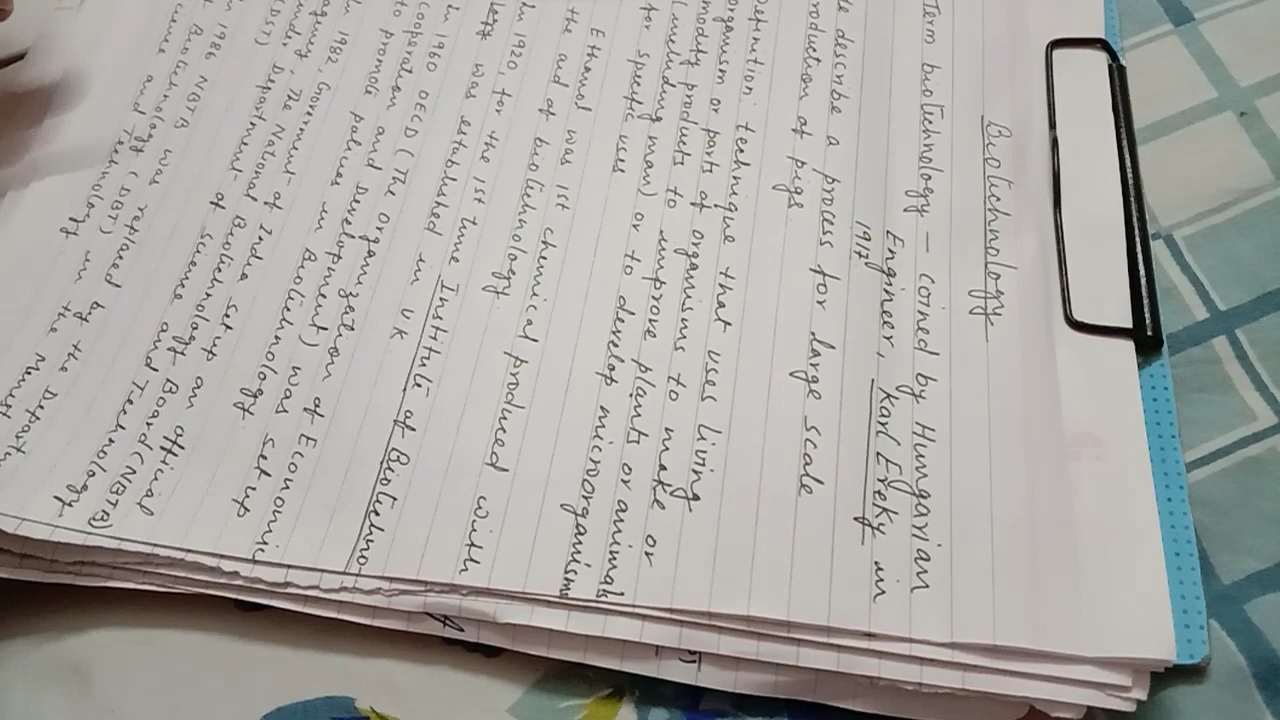 Biotechnology
Term biotechnology – coined by Hungarian
Engineer, Karl Ereky in
1917
describe a process for large scale
production of pigs.
Definition: technique that uses living
organism or parts of organisms to make or
modify products to improve plants or animals
(including man) or to develop microorganisms
for specific uses.
Ethanol was 1st chemical produced with
the aid of biotechnology.
In 1920, for the 1st time Institute of Biotechno-
logy was established in UK.
In 1960 OECD (The Organization of Economic
cooperation and Development) was set up
to promote policies in Biotechnology.
In 1982, Government of India set up an official
agency, The National Biotechnology Board (NBTB)
under Department of Science and Technology
(DST)
In 1986 NBTB was replaced by the
Biotechnology (DBT) in the
and Technology